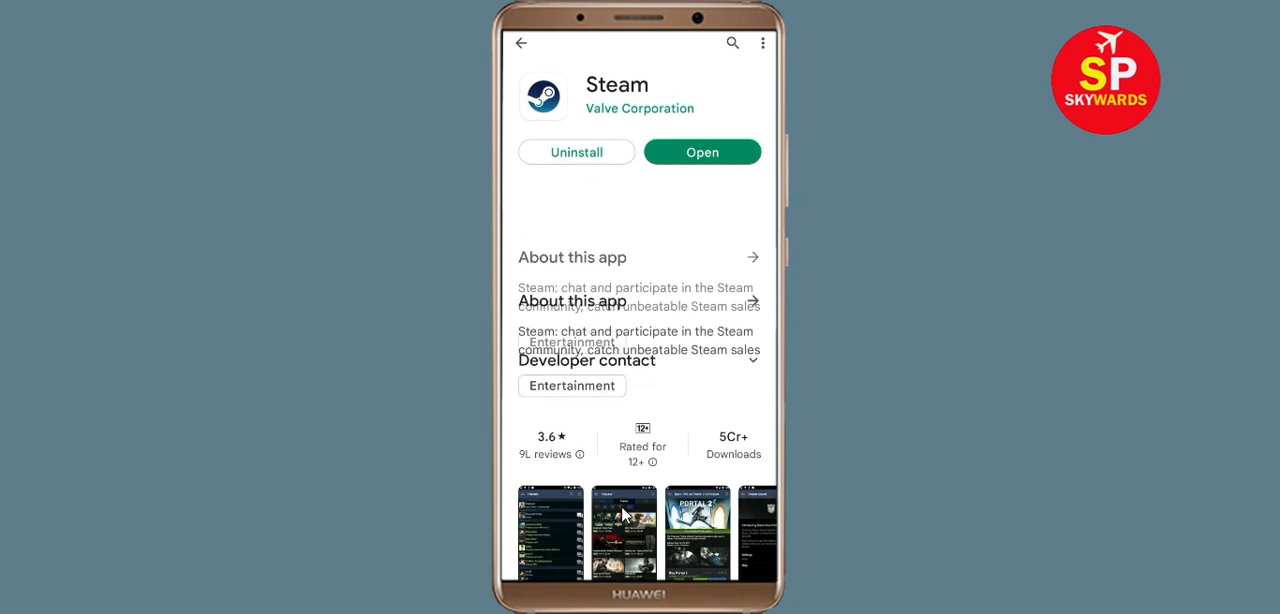 Steam
Valve Corporation
Uninstall
Open
About this app
Steam: chat and participate in the Steam
community, catch unbeatable Steam sales
About this app
Steam: chat and participate in the Steam
community, catch unbeatable Steam sales
Entertainment
Developer contact
Entertainment
3.6★
9L reviews
12+
Rated for
12+
5Cr+
Downloads
PORTAL 2
HUAWEI
SP
SKYWARDS